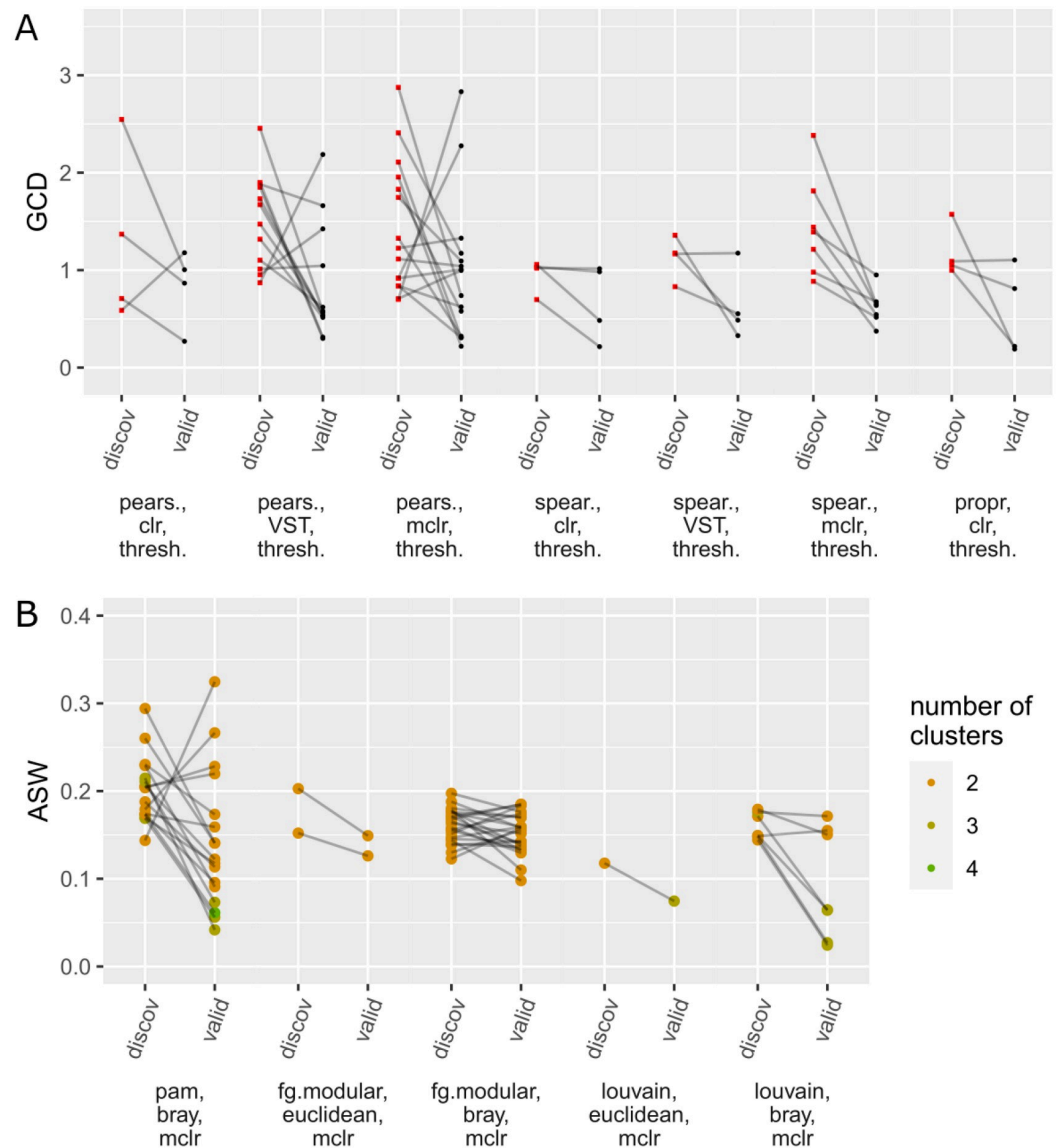 A
3
2
1
0
GCD
discov valid discov valid discov valid discov valid discov valid discov valid discov valid
pears., pears., pears., spear., spear., spear., propr,
clr, VST, mclr, clr, VST, mclr, clr,
thresh. thresh. thresh. thresh. thresh. thresh. thresh.
B
0.4
0.3
0.2
0.1
0.0
ASW
discov valid discov valid discov valid discov valid discov valid
pam, fg.modular, fg.modular, louvain, louvain,
bray, euclidean, bray, euclidean, bray,
mclr mclr mclr mclr mclr
number of
clusters
2
3
4